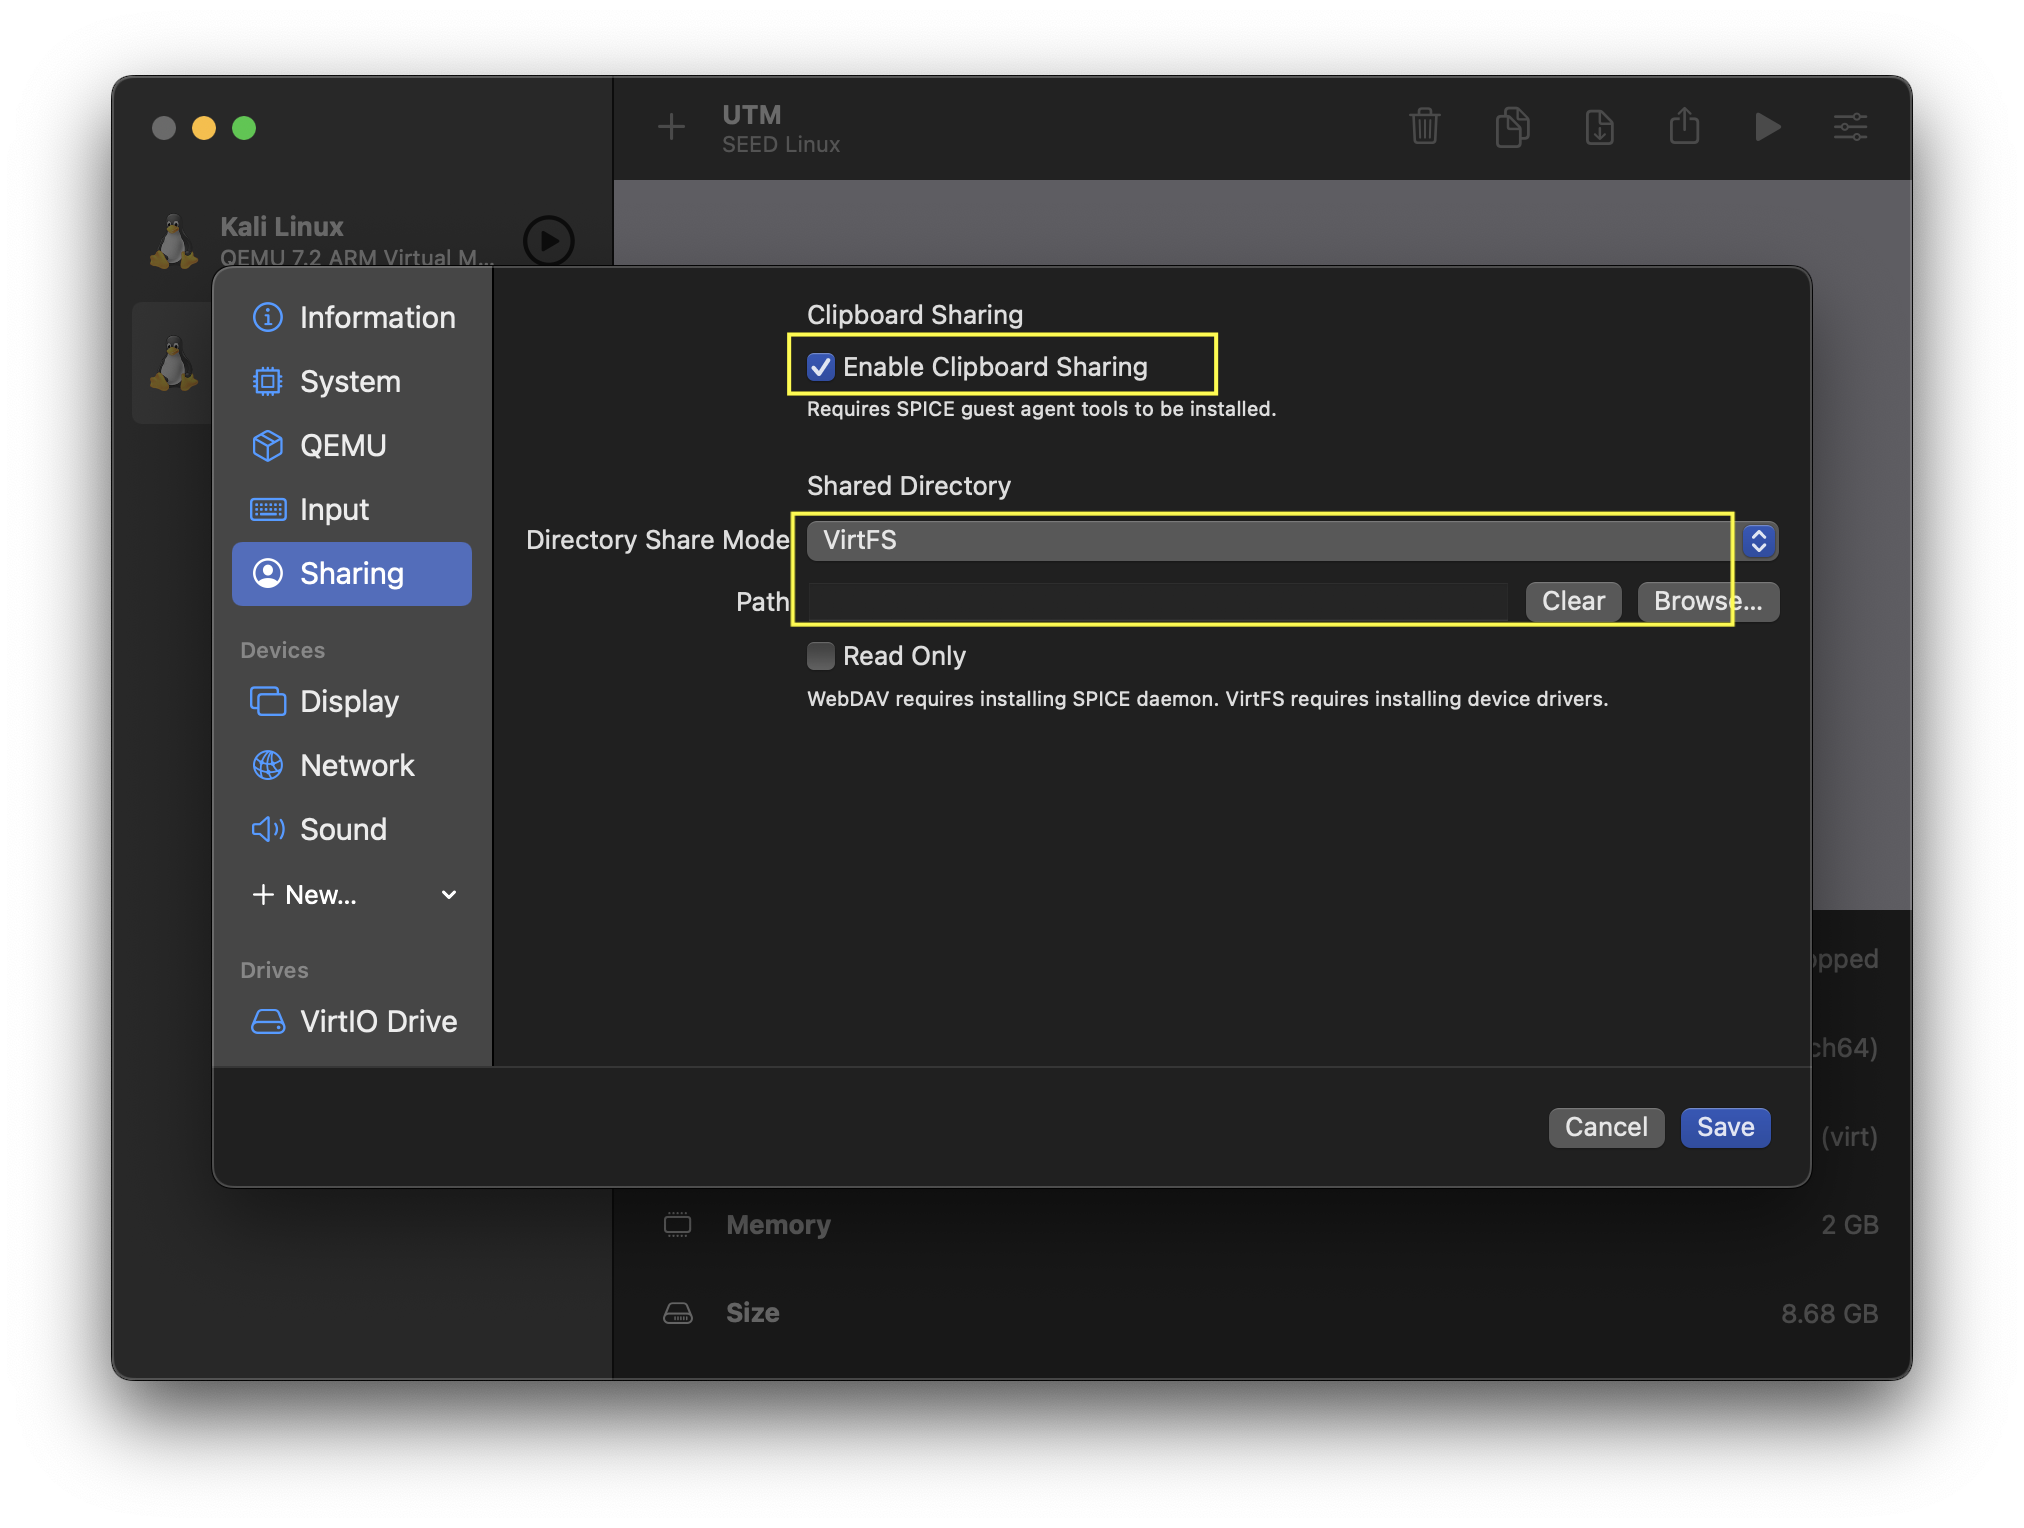 UTM
SEED Linux
Kali Linux
QEMU 7.2 ARM Virtual M...
Information
System
QEMU
Input
Sharing
Devices
Display
Network
Sound
New...
Drives
VirtIO Drive
Clipboard Sharing
Enable Clipboard Sharing
Requires SPICE guest agent tools to be installed.
Shared Directory
Directory Share Mode VirtFS
Path Clear Browse...
Read Only
WebDAV requires installing SPICE daemon. VirtFS requires installing device drivers.
Cancel Save
opped
ch64)
(virt)
Memory 2 GB
Size 8.68 GB